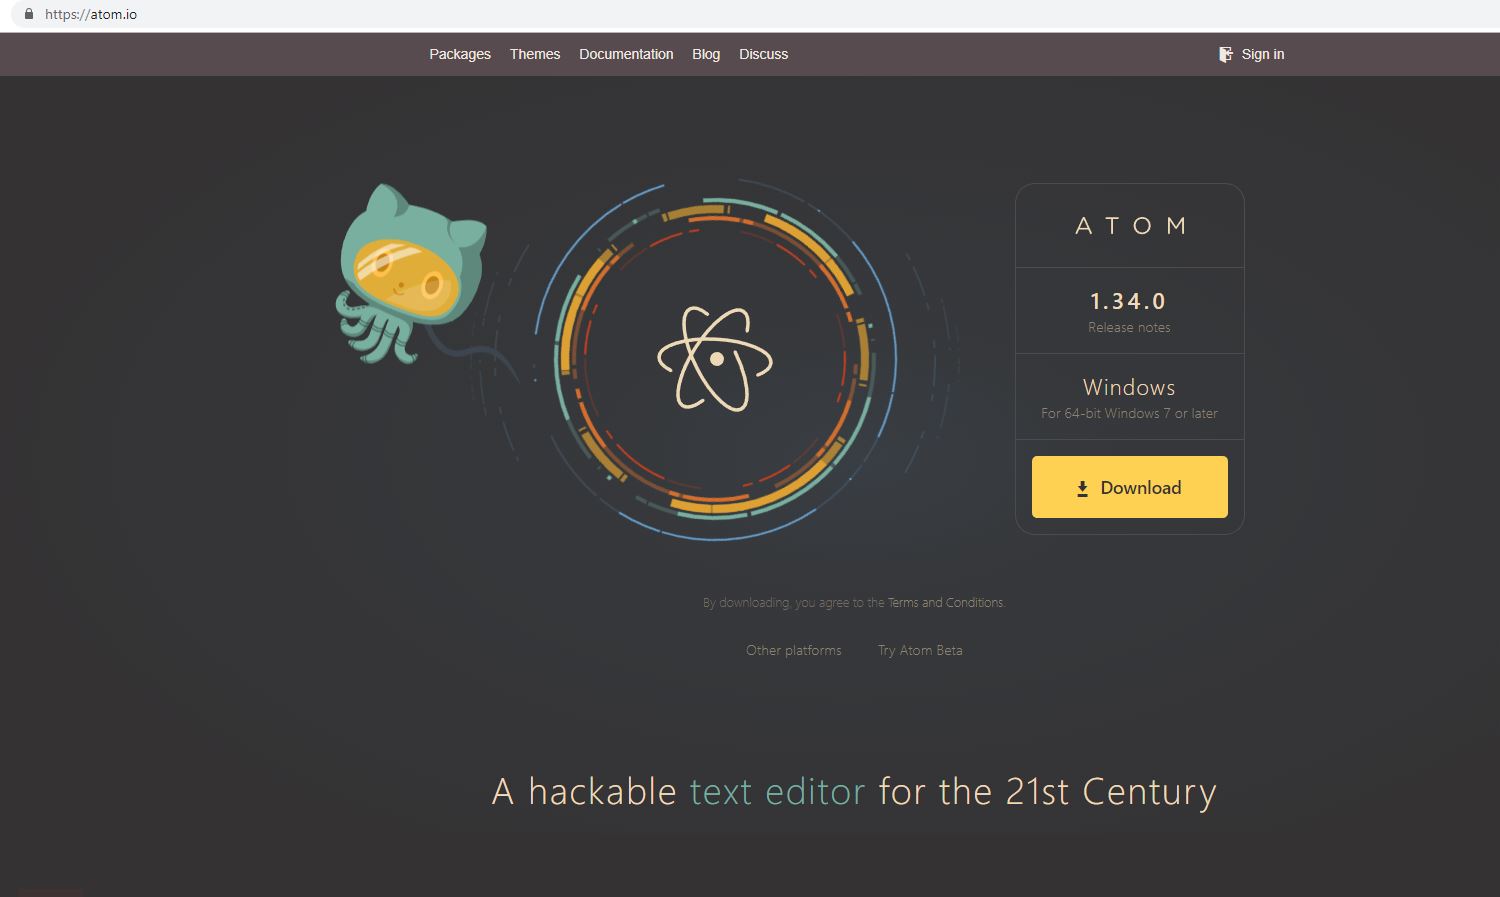 https://atom.io
Packages Themes Documentation Blog Discuss Sign in
ATOM
1.34.0
Release notes
Windows
For 64-bit Windows 7 or later
Download
By downloading, you agree to the Terms and Conditions.
Other platforms Try Atom Beta
A hackable text editor for the 21st Century